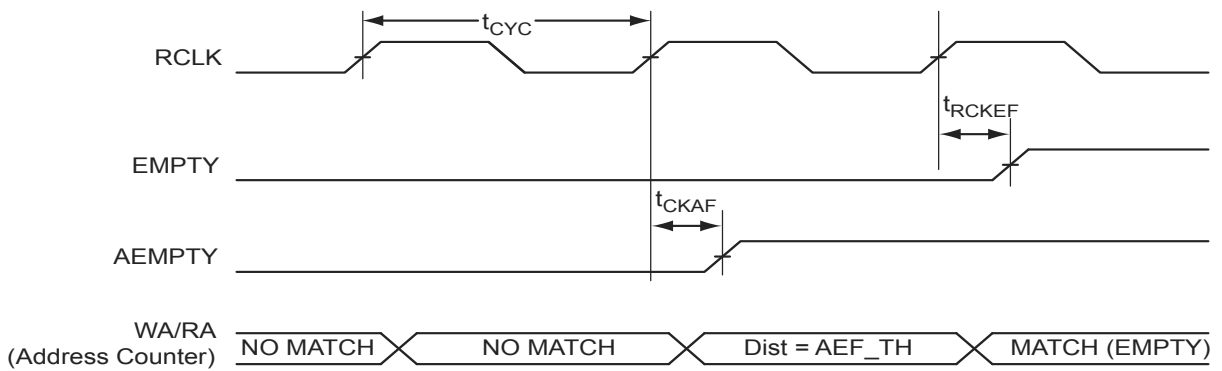 tCYC
RCLK
tRCKEF
EMPTY
tCKAF
AEMPTY
WA/RA
(Address Counter)
NO MATCH
NO MATCH
Dist = AEF_TH
MATCH (EMPTY)